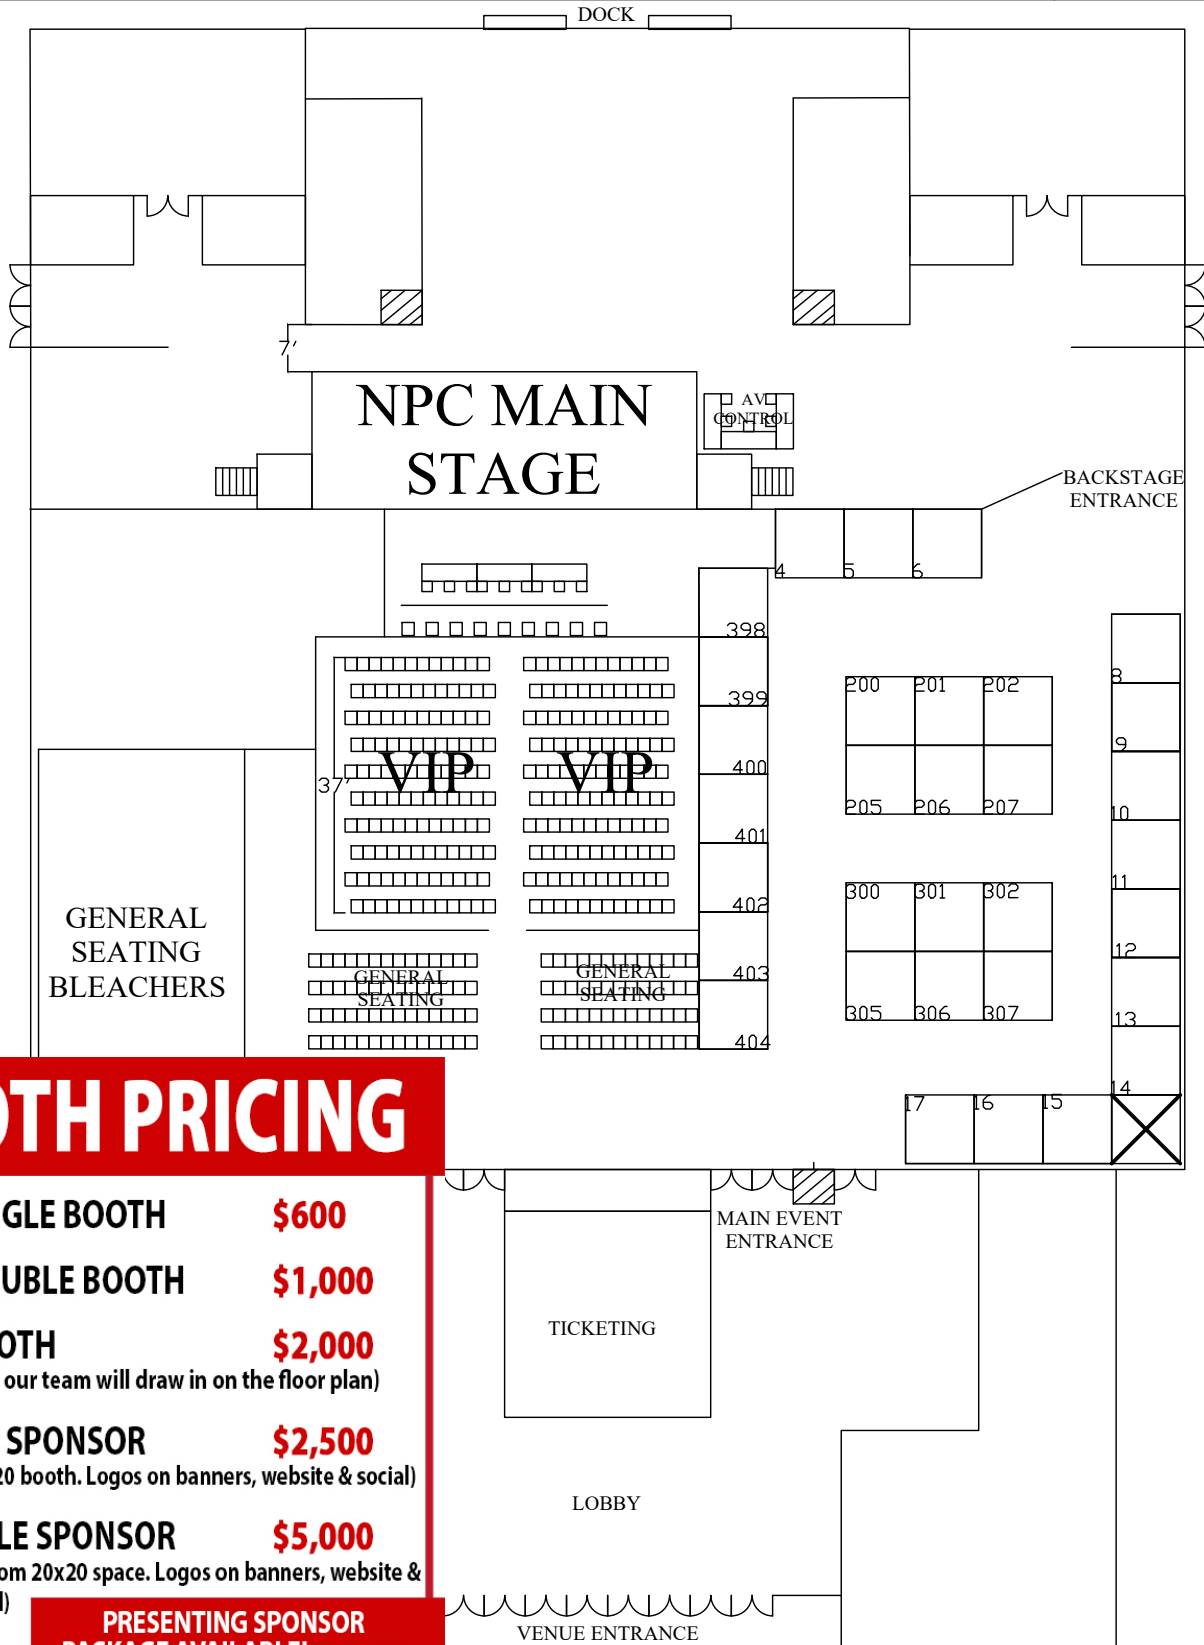 DOCK
7'
NPC MAIN
STAGE
AV
CONTROL
BACKSTAGE
ENTRANCE
4
5
6
398
399
400
401
402
403
404
200
201
202
205
206
207
300
301
302
305
306
307
8
9
10
11
12
13
14
15
16
17
VIP
VIP
37'
GENERAL
SEATING
BLEACHERS
GENERAL
SEATING
GENERAL
SEATING
OTH PRICING
GLE BOOTH $600
UBLE BOOTH $1,000
OTH $2,000
our team will draw in on the floor plan)
SPONSOR $2,500
20 booth. Logos on banners, website & social)
LE SPONSOR $5,000
om 20x20 space. Logos on banners, website &
l)
PRESENTING SPONSOR
PACKAGE AVAILABLE!
MAIN EVENT
ENTRANCE
TICKETING
LOBBY
VENUE ENTRANCE